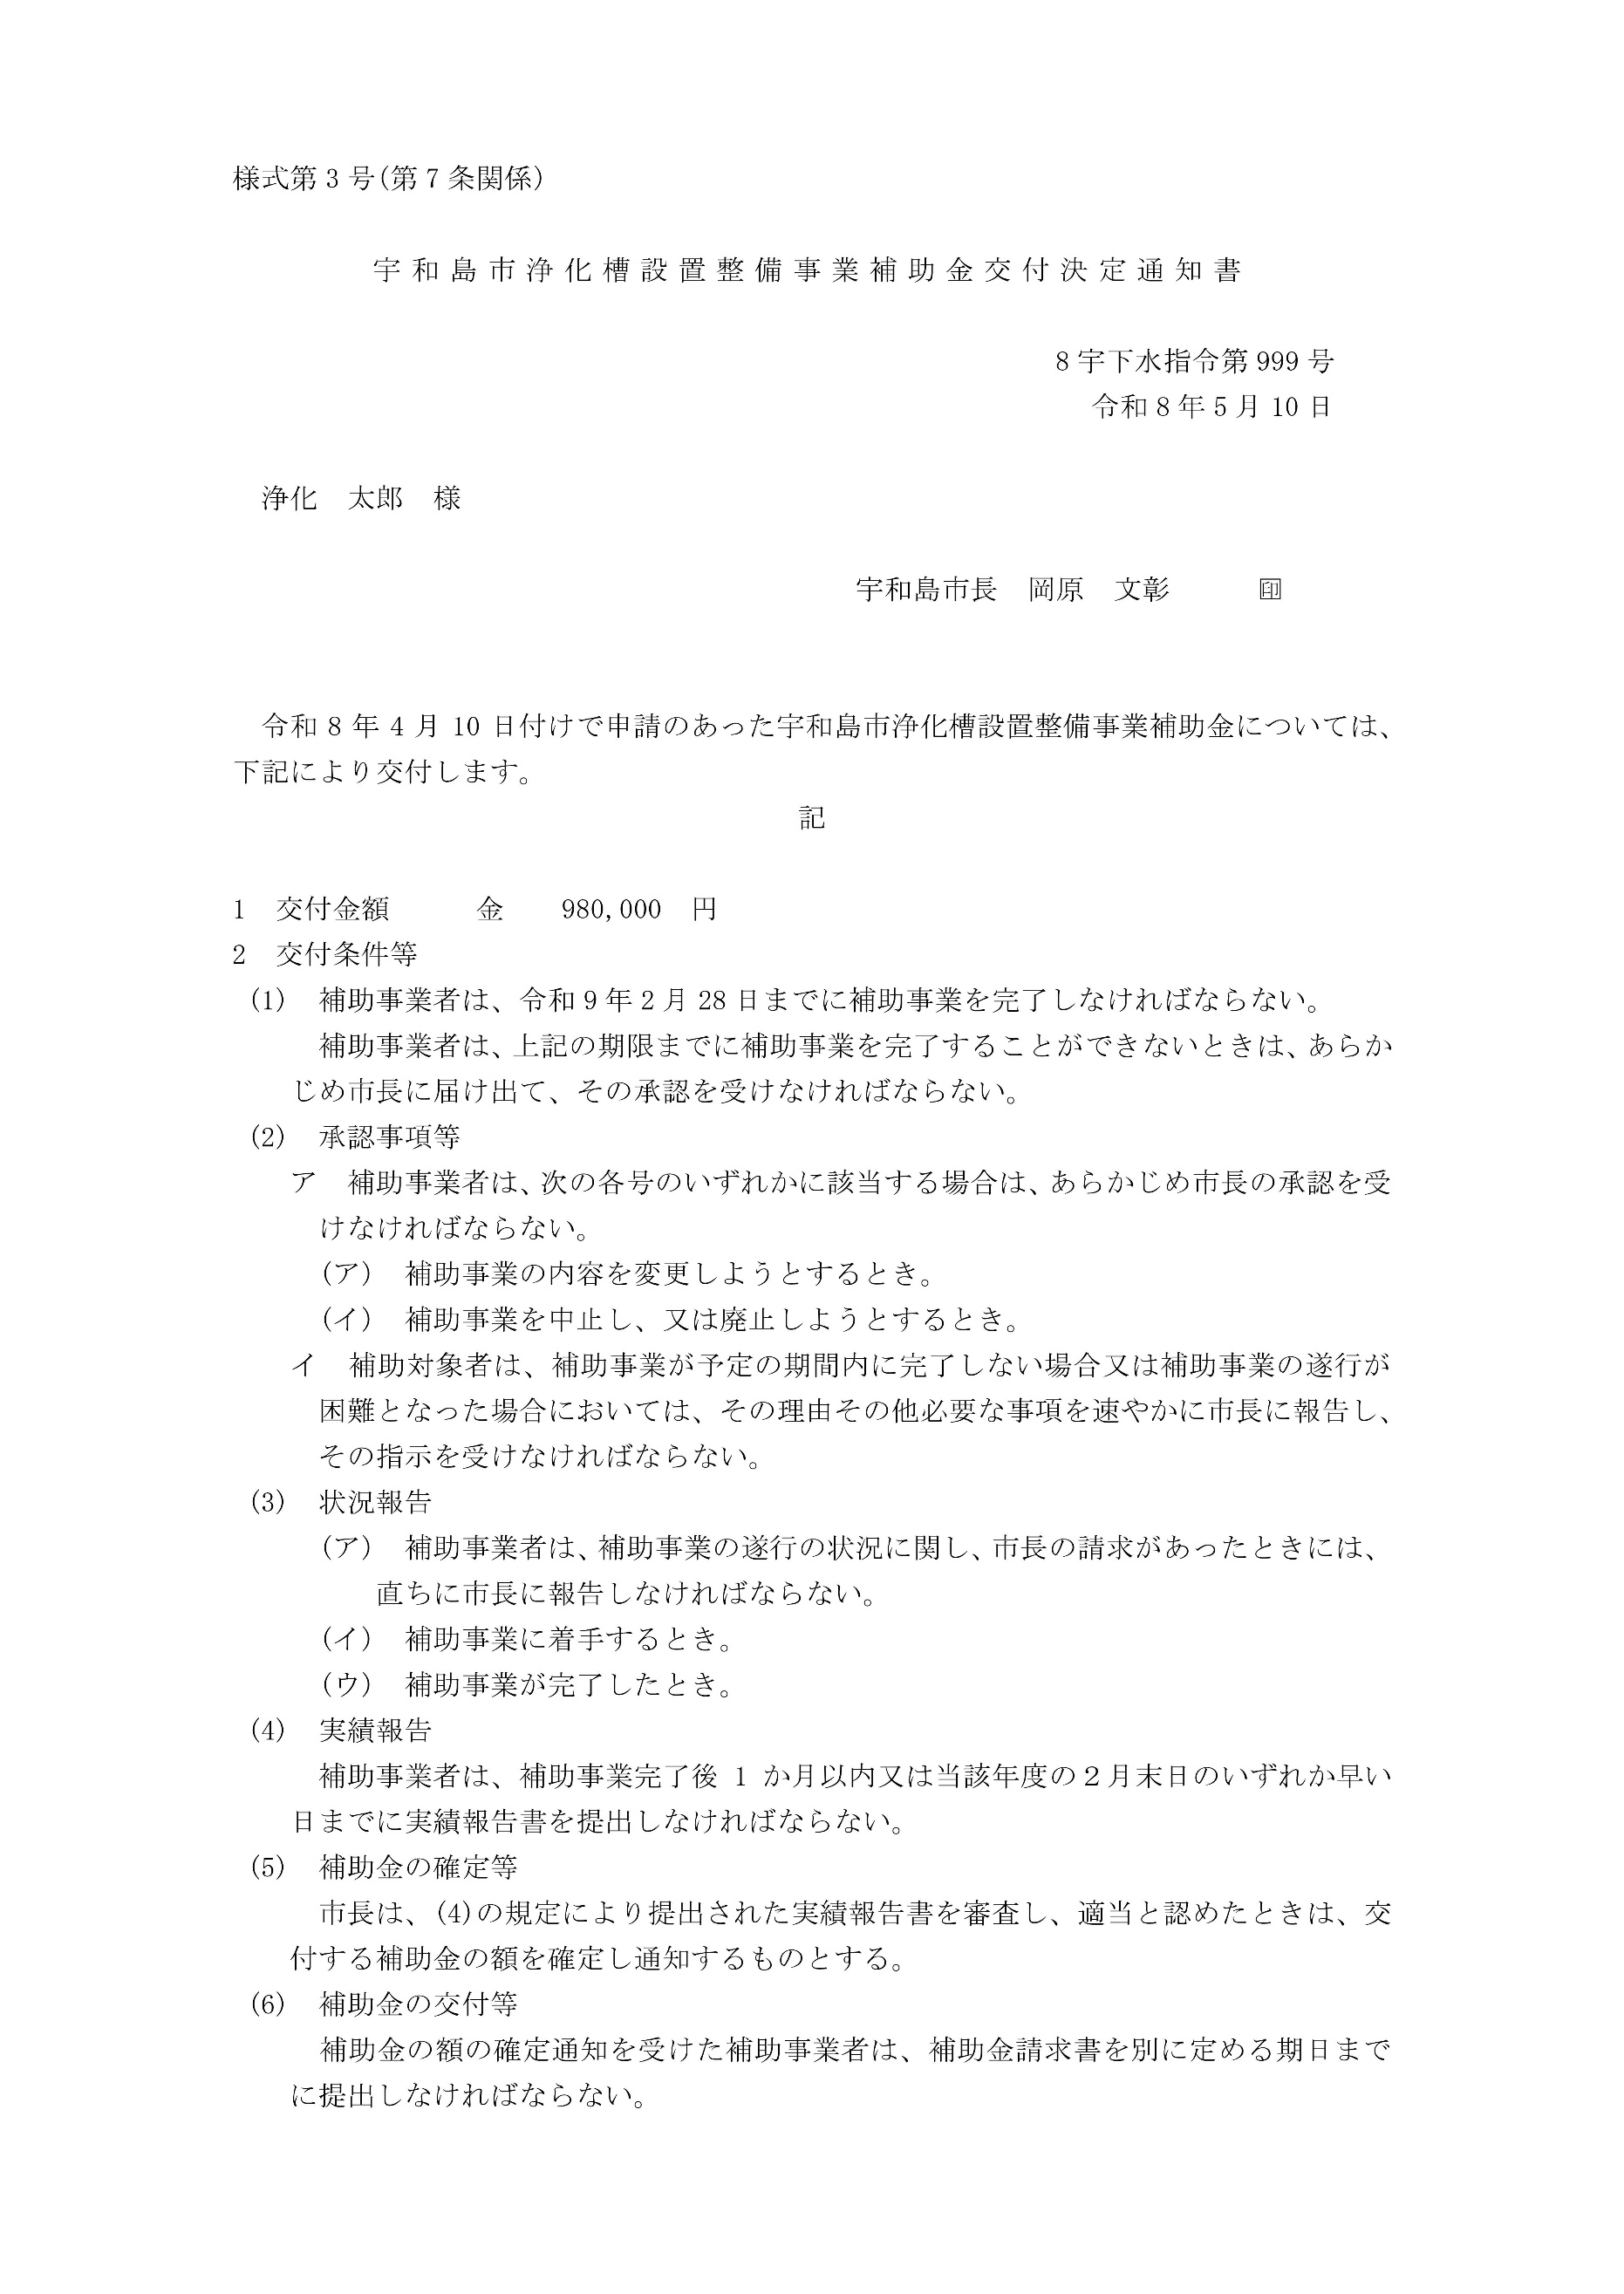 様式第3号(第7条関係)
宇和島市浄化槽設置整備事業補助金交付決定通知書
8宇下水指令第999号
令和8年5月10日
浄化　太郎　様
宇和島市長　岡原　文彰　　　㊞
令和8年4月10日付けで申請のあった宇和島市浄化槽設置整備事業補助金については、
下記により交付します。
記
1　交付金額　　　金　　980,000　円
2　交付条件等
(1)　補助事業者は、令和9年2月28日までに補助事業を完了しなければならない。
補助事業者は、上記の期限までに補助事業を完了することができないときは、あらか
じめ市長に届け出て、その承認を受けなければならない。
(2)　承認事項等
ア　補助事業者は、次の各号のいずれかに該当する場合は、あらかじめ市長の承認を受
けなければならない。
(ア)　補助事業の内容を変更しようとするとき。
(イ)　補助事業を中止し、又は廃止しようとするとき。
イ　補助対象者は、補助事業が予定の期間内に完了しない場合又は補助事業の遂行が
困難となった場合においては、その理由その他必要な事項を速やかに市長に報告し、
その指示を受けなければならない。
(3)　状況報告
(ア)　補助事業者は、補助事業の遂行の状況に関し、市長の請求があったときには、
直ちに市長に報告しなければならない。
(イ)　補助事業に着手するとき。
(ウ)　補助事業が完了したとき。
(4)　実績報告
補助事業者は、補助事業完了後 1 か月以内又は当該年度の2月末日のいずれか早い
日までに実績報告書を提出しなければならない。
(5)　補助金の確定等
市長は、(4)の規定により提出された実績報告書を審査し、適当と認めたときは、交
付する補助金の額を確定し通知するものとする。
(6)　補助金の交付等
補助金の額の確定通知を受けた補助事業者は、補助金請求書を別に定める期日まで
に提出しなければならない。